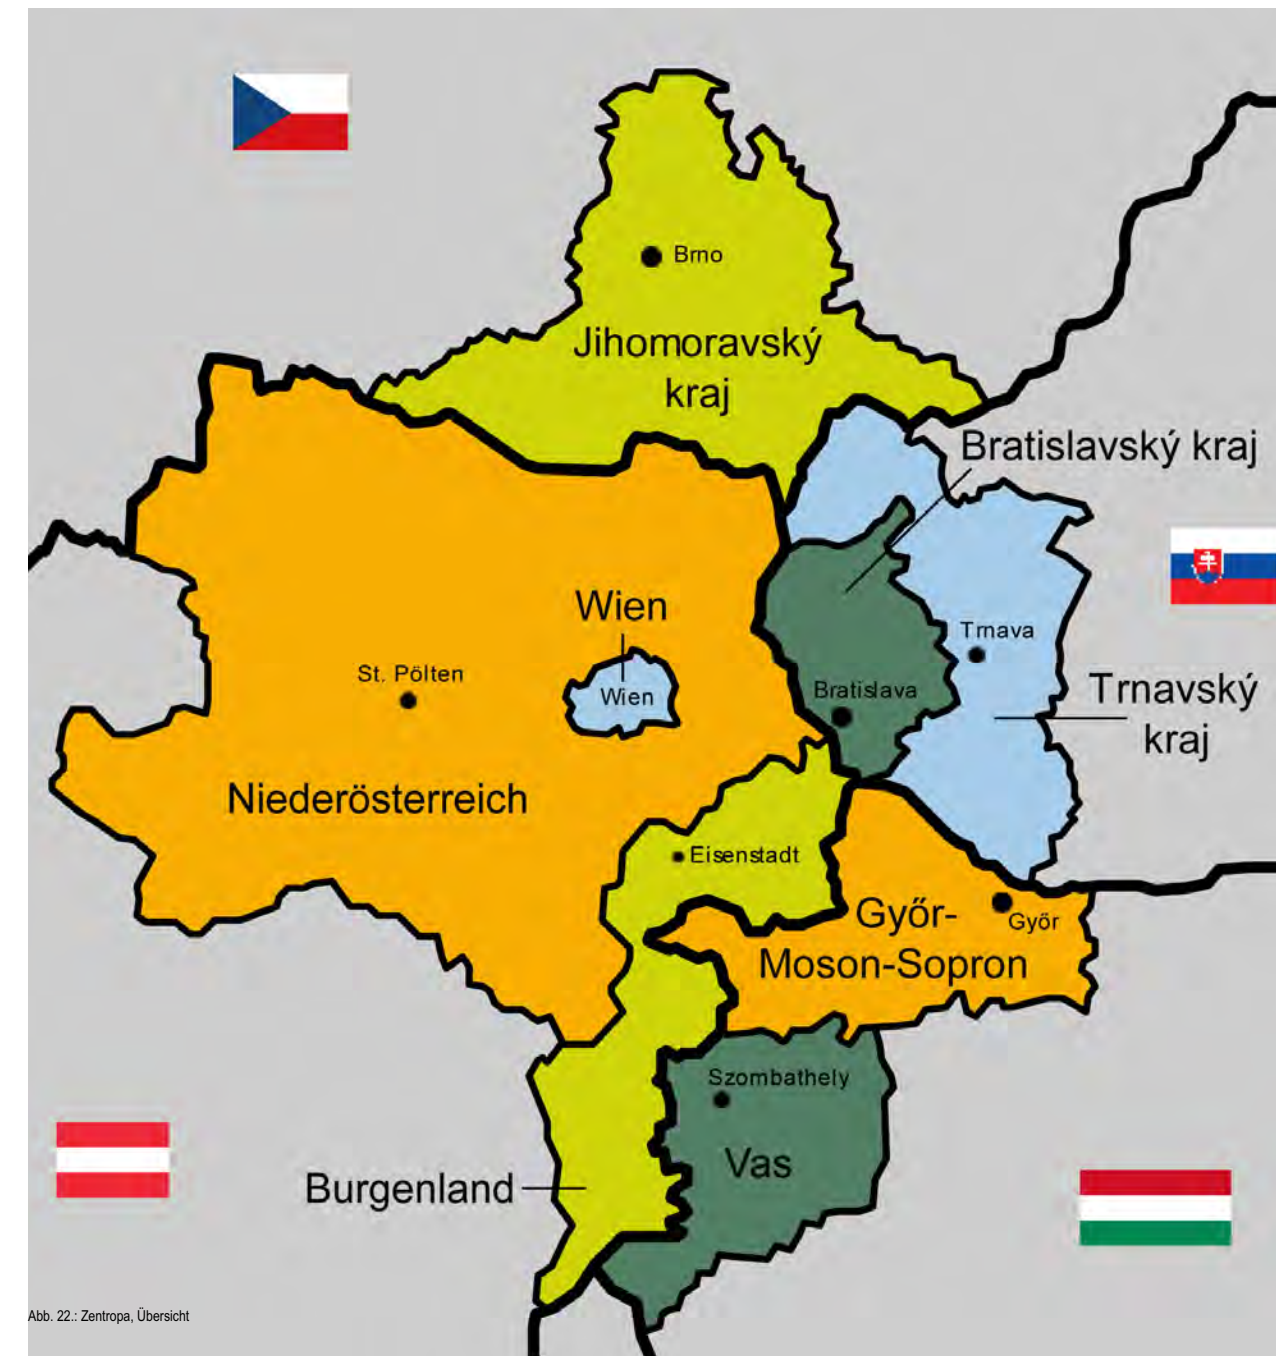 Brno
Jihomoravský
kraj
Bratislavský kraj
Wien
Trnava
St. Pölten
Wien
Bratislava
Trnavský
kraj
Niederösterreich
Eisenstadt
Győr-
Győr
Moson-Sopron
Szombathely
Vas
Burgenland
Abb. 22.: Zentropa, Übersicht